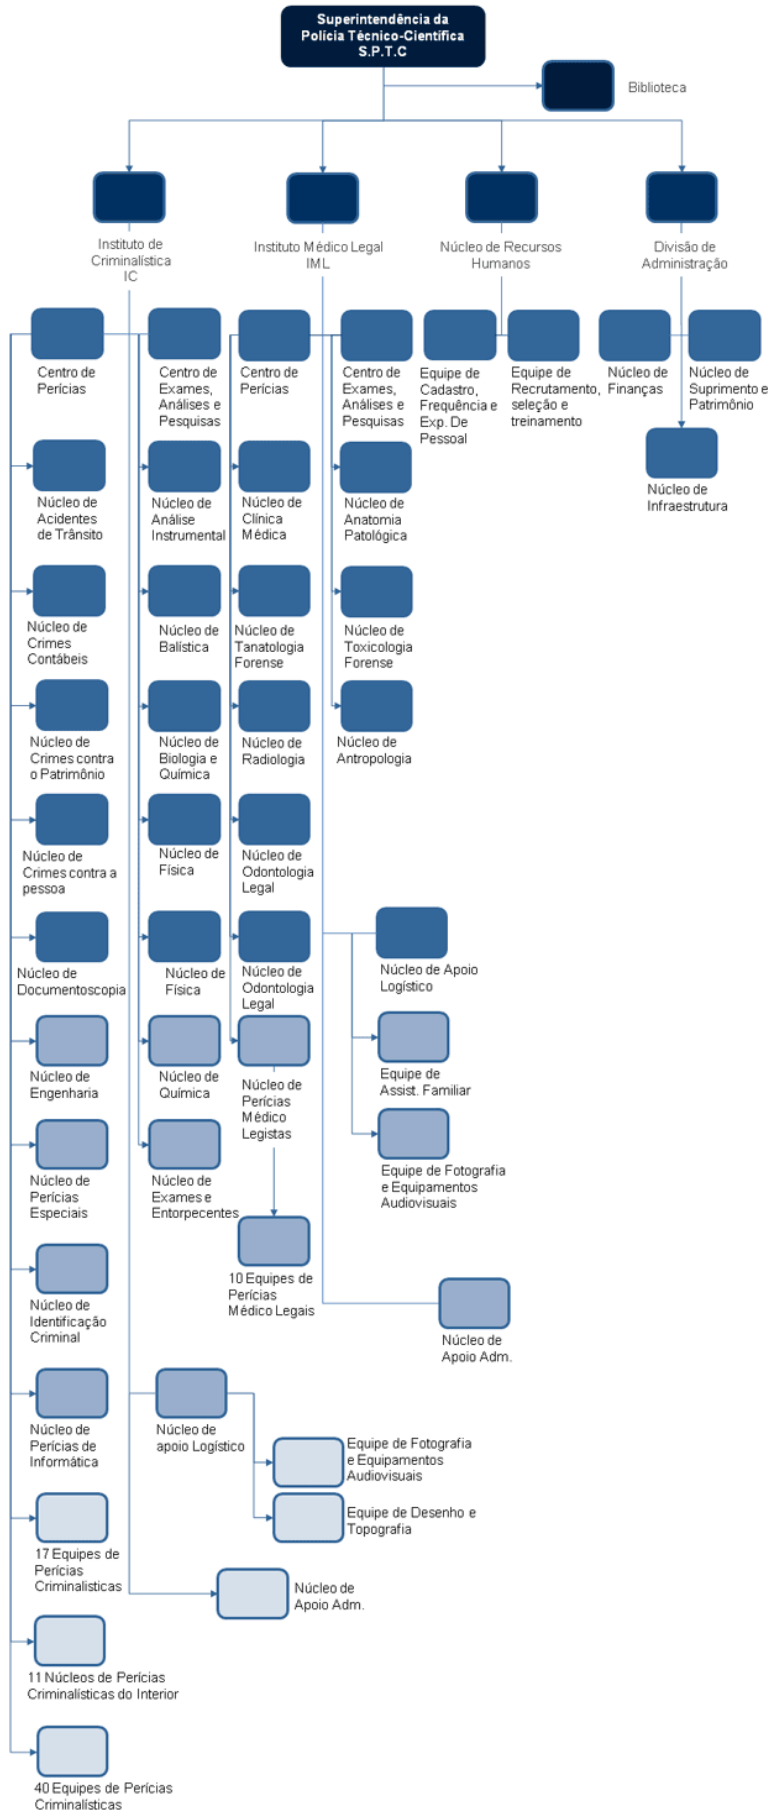 Superintendência da
Polícia Técnico-Científica
S.P.T.C
Biblioteca
Instituto de
Criminalística
IC
Instituto Médico Legal
IML
Núcleo de Recursos
Humanos
Divisão de
Administração
Centro de
Perícias
Centro de
Exames,
Análises e
Pesquisas
Centro de
Perícias
Centro de
Exames,
Análises e
Pesquisas
Equipe de
Cadastro,
Frequência e
Exp. De
Pessoal
Equipe de
Recrutamento,
seleção e
treinamento
Núcleo de
Finanças
Núcleo de
Suprimento e
Patrimônio
Núcleo de
Infraestrutura
Núcleo de
Acidentes
de Trânsito
Núcleo de
Análise
Instrumental
Núcleo de
Clínica
Médica
Núcleo de
Anatomia
Patológica
Núcleo de
Crimes
Contábeis
Núcleo de
Balística
Núcleo de
Tanatologia
Forense
Núcleo de
Toxicologia
Forense
Núcleo de
Crimes contra
o Patrimônio
Núcleo de
Biologia e
Química
Núcleo de
Radiologia
Núcleo de
Antropologia
Núcleo de
Crimes contra a
pessoa
Núcleo de
Física
Núcleo de
Odontologia
Legal
Núcleo de
Documentoscopia
Núcleo de
Física
Núcleo de
Odontologia
Legal
Núcleo de Apoio
Logístico
Núcleo de
Engenharia
Núcleo de
Química
Núcleo de
Perícias
Médico
Legistas
Equipe de
Assist. Familiar
Núcleo de
Perícias
Especiais
Núcleo de
Exames e
Entorpecentes
Equipe de Fotografia
e Equipamentos
Audiovisuais
10 Equipes de
Perícias
Médico Legais
Núcleo de
Identificação
Criminal
Núcleo de
Apoio Adm.
Núcleo de
Perícias de
Informática
Núcleo de
apoio Logístico
Equipe de Fotografia
e Equipamentos
Audiovisuais
Equipe de Desenho e
Topografia
17 Equipes de
Perícias
Criminalisticas
Núcleo de
Apoio Adm.
11 Núcleos de Perícias
Criminalísticas do Interior
40 Equipes de Perícias
Criminalísticas